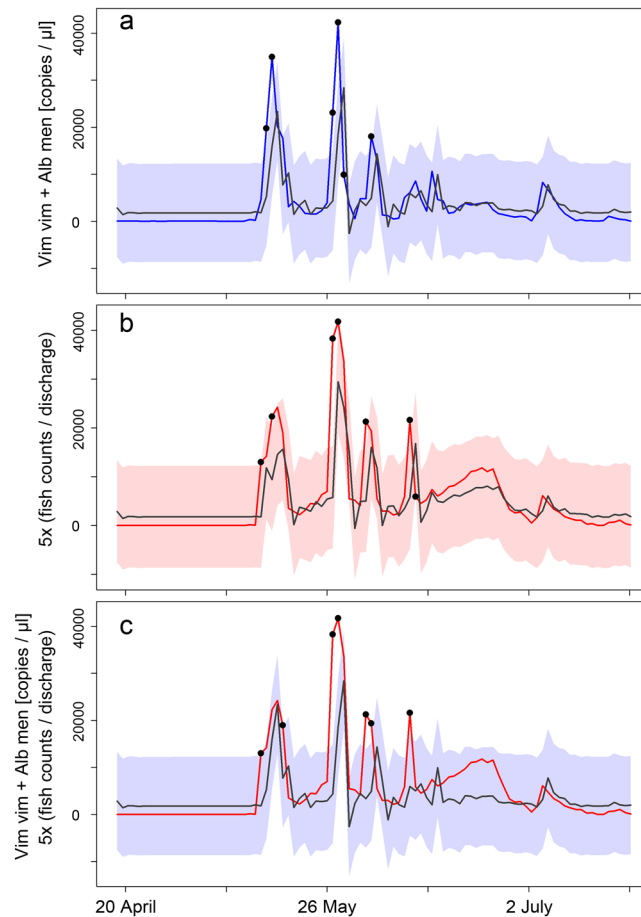 a
Vim vim + Alb men [copies / µl]
40000
20000
0
b
5x (fish counts / discharge)
40000
20000
0
c
Vim vim + Alb men [copies / µl]
5x (fish counts / discharge)
40000
20000
0
20 April
26 May
2 July